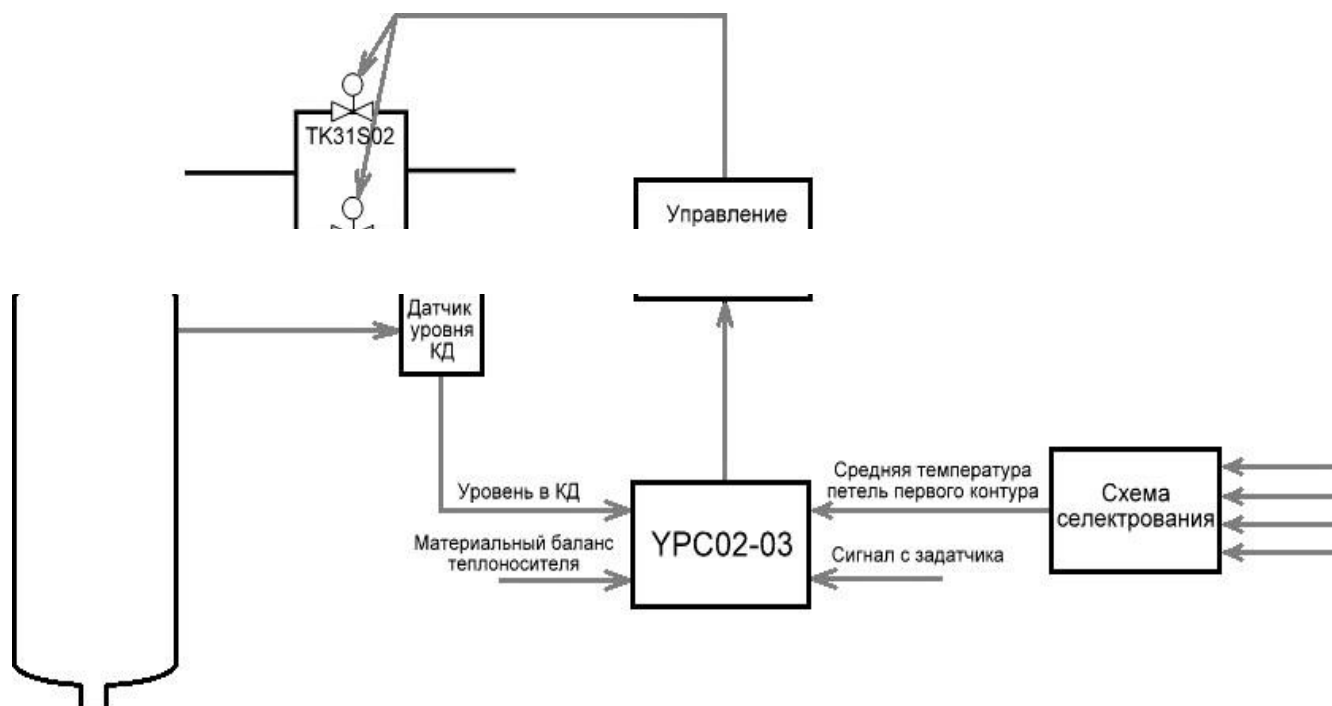 TK31S02
Управление
Датчик
уровня
КД
Уровень в КД
Материальный баланс
теплоносителя
YPC02-03
Средняя температура
петель первого контура
Сигнал с задатчика
Схема
селектрования